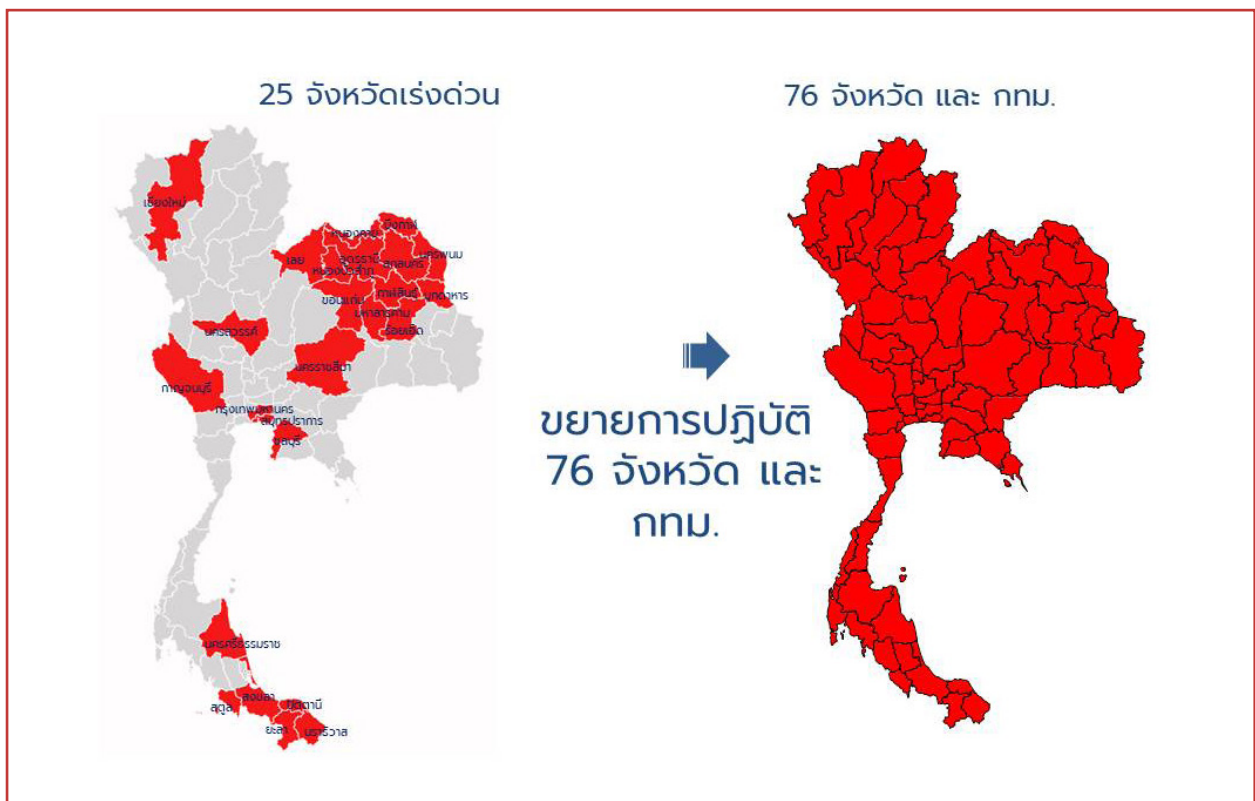 25 จังหวัดเร่งด่วน
76 จังหวัด และ กทม.
เชียงใหม่
บึงกาฬ
หนองคาย
นครพนม
เลย
อุดรธานี
สกลนคร
หนองบัวลำภู
กาฬสินธุ์
มุกดาหาร
ขอนแก่น
มหาสารคาม
ร้อยเอ็ด
นครสวรรค์
นครราชสีมา
กาญจนบุรี
กรุงเทพมหานคร
สมุทรปราการ
ชลบุรี
ขยายการปฏิบัติ
76 จังหวัด และ
กทม.
นครศรีธรรมราช
สงขลา
สตูล
ปัตตานี
ยะลา
นราธิวาส